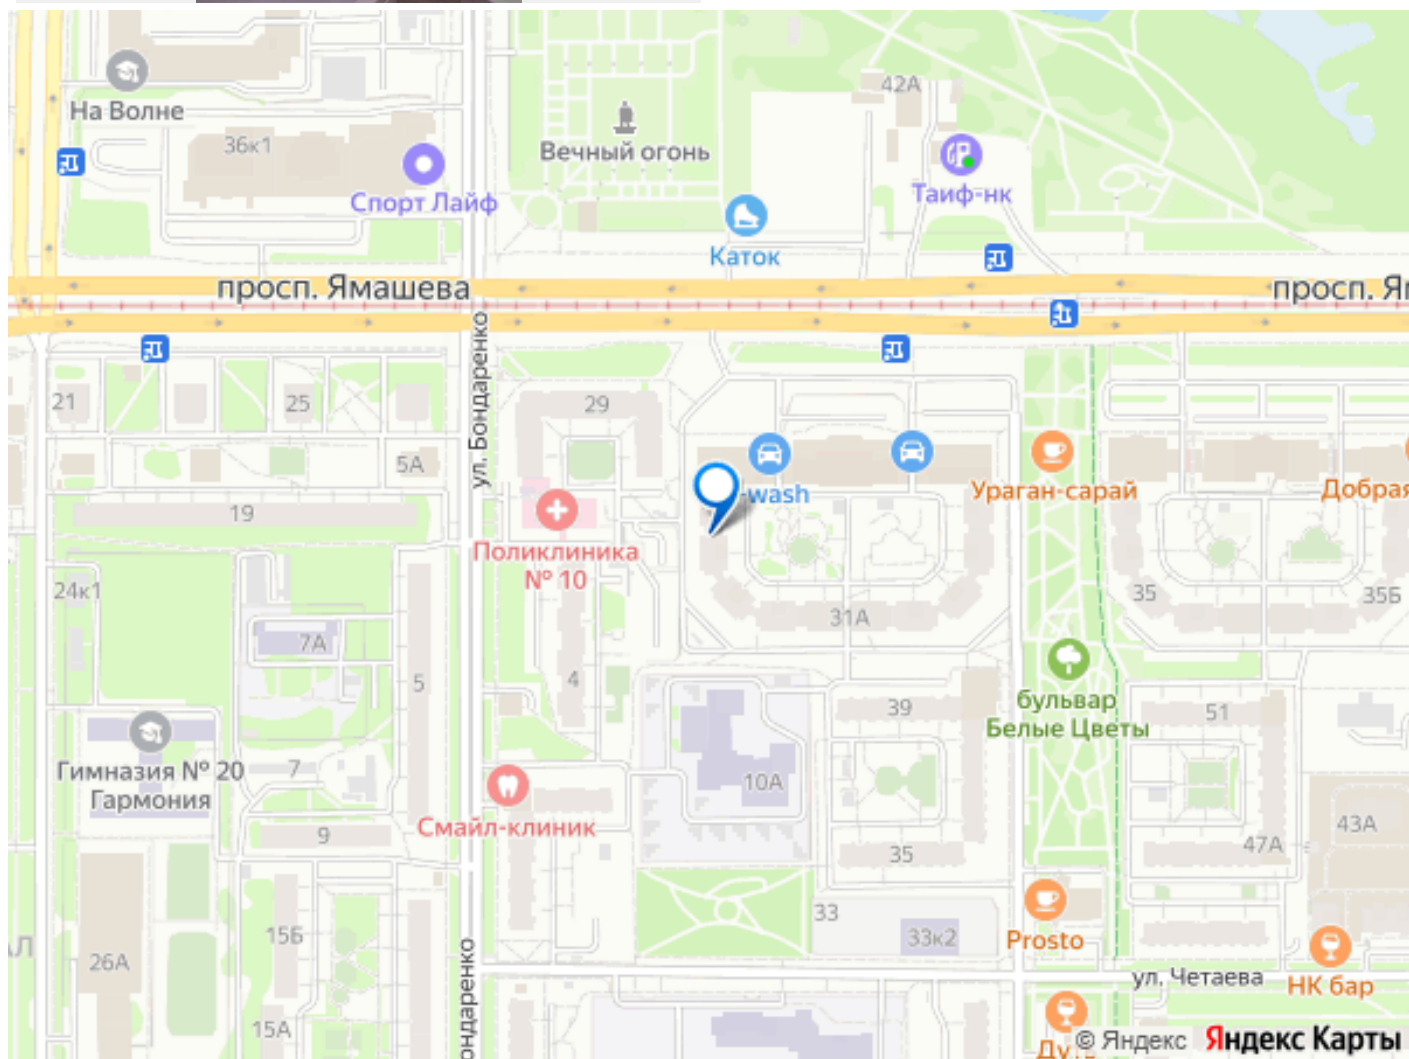 42А
На Волне
36к1
Вечный огонь
Спорт Лайф
Таиф-нк
Каток
просп. Ямашева
просп. Я
ул. Бондаренко
21
25
29
5А
-wash
Ураган-сарай
Добрая
19
Поликлиника
№ 10
24к1
31А
35
35Б
7А
5
4
39
бульвар
Белые Цветы
51
Гимназия № 20
Гармония
7
10А
Смайл-клиник
9
35
47А
43А
33
15Б
33к2
Prosto
26А
ул. Четаева
НК бар
15А
ондаренко
© Яндекс
Яндекс Карты